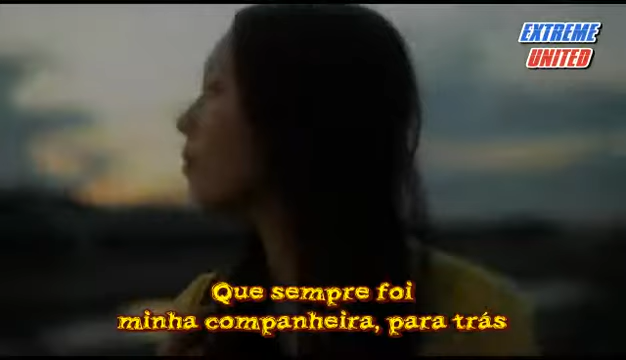 EXTREME
UNITED
Que sempre foi
minha companheira, para trás